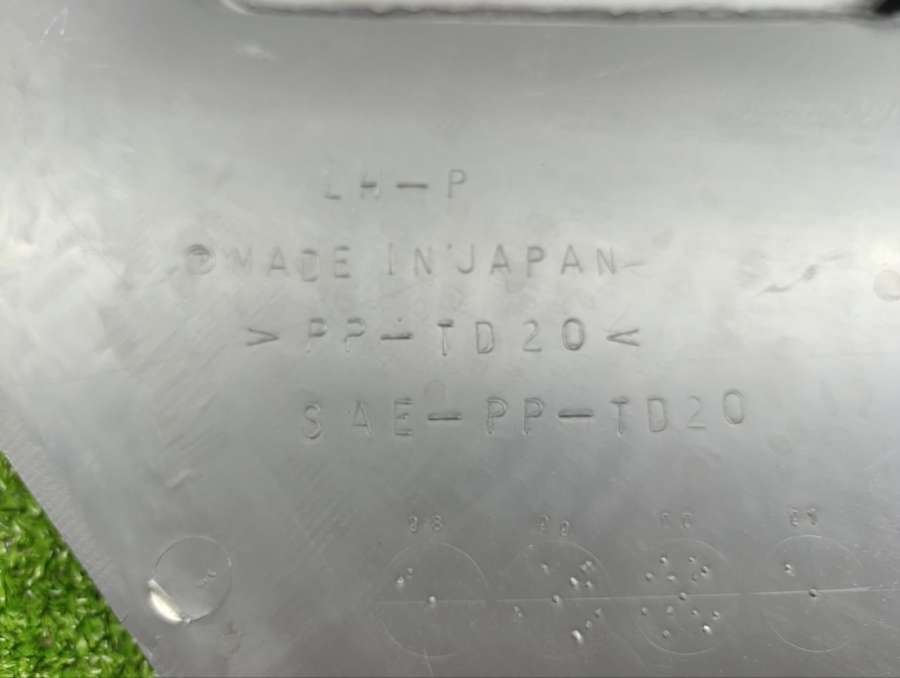 LH-P
MADE IN JAPAN
>PP-TD20<
SAE-PP-TD20